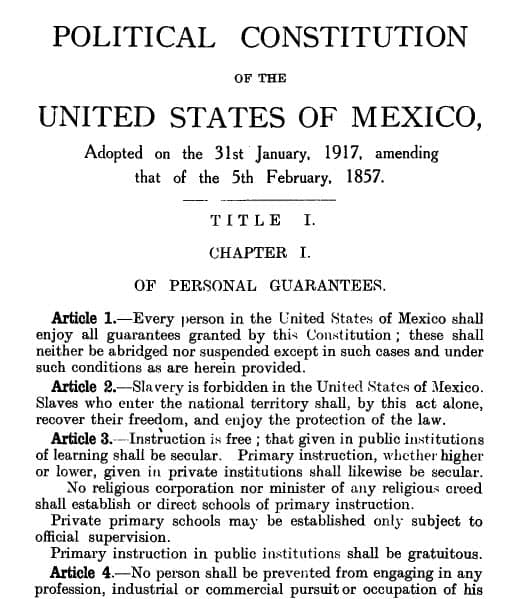 POLITICAL CONSTITUTION
OF THE
UNITED STATES OF MEXICO,
Adopted on the 31st January, 1917, amending
that of the 5th February, 1857.
TITLE I.
CHAPTER I.
OF PERSONAL GUARANTEES.
Article 1.—Every person in the United States of Mexico shall
enjoy all guarantees granted by this Constitution ; these shall
neither be abridged nor suspended except in such cases and under
such conditions as are herein provided.
Article 2.—Slavery is forbidden in the United States of Mexico.
Slaves who enter the national territory shall, by this act alone,
recover their freedom, and enjoy the protection of the law.
Article 3.—Instruction is free ; that given in public institutions
of learning shall be secular. Primary instruction, whether higher
or lower, given in private institutions shall likewise be secular.
No religious corporation nor minister of any religious creed
shall establish or direct schools of primary instruction.
Private primary schools may be established only subject to
official supervision.
Primary instruction in public institutions shall be gratuitous.
Article 4.—No person shall be prevented from engaging in any
profession, industrial or commercial pursuit or occupation of his